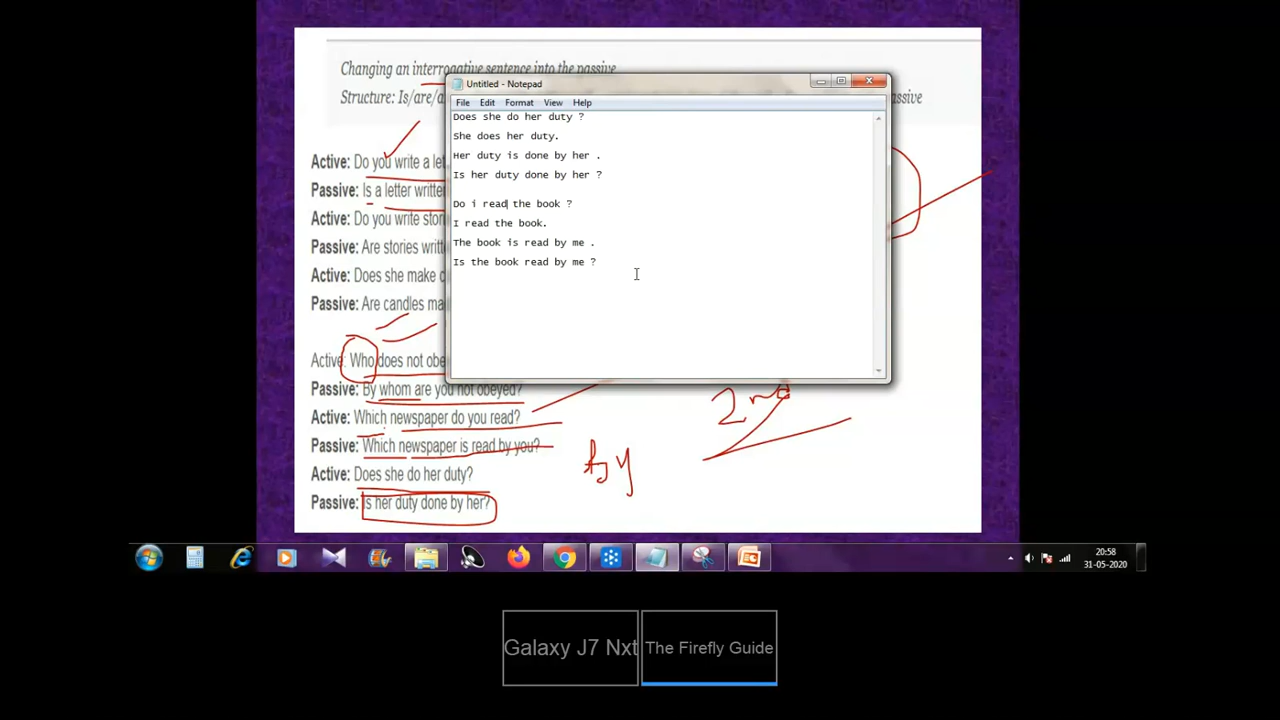 Changing an interrogative sentence into the passive
Structure: Is/are/a
Untitled - Notepad
File Edit Format View Help
Does she do her duty ?
She does her duty.
Her duty is done by her .
Is her duty done by her ?
Do i read the book ?
I read the book.
The book is read by me .
Is the book read by me ?
Active: Do you write a let
Passive: Is a letter written
Active: Do you write stor
Passive: Are stories writt
Active: Does she make c
Passive: Are candles ma
Active: Who does not obe
Passive: By whom are you not obeyed?
Active: Which newspaper do you read?
Passive: Which newspaper is read by you?
Active: Does she do her duty?
Passive: Is her duty done by her?
2nd
by
20:58
31-05-2020
Galaxy J7 Nxt
The Firefly Guide